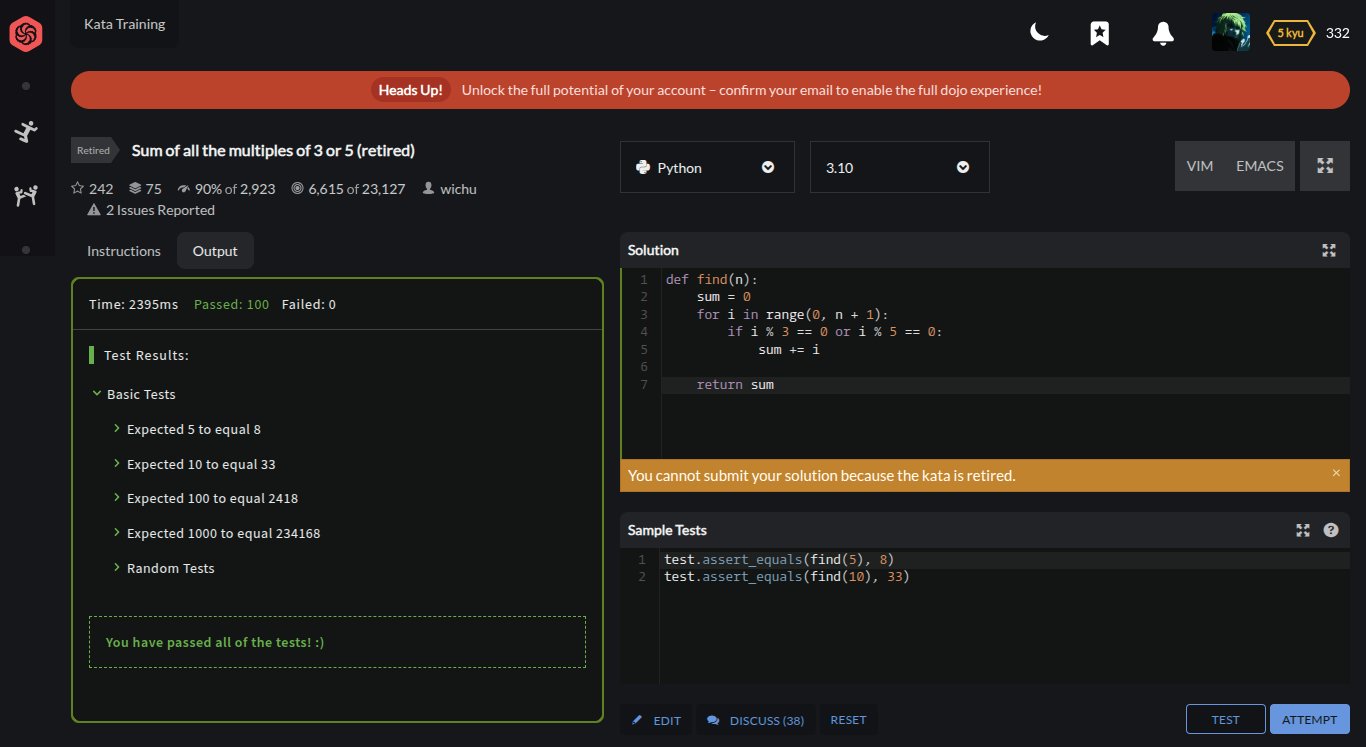 Kata Training
5 kyu 332
Heads Up! Unlock the full potential of your account – confirm your email to enable the full dojo experience!
Retired Sum of all the multiples of 3 or 5 (retired)
242 75 90% of 2,923 6,615 of 23,127 wichu
2 Issues Reported
Instructions Output
Time: 2395ms Passed: 100 Failed: 0
Test Results:
Basic Tests
Expected 5 to equal 8
Expected 10 to equal 33
Expected 100 to equal 2418
Expected 1000 to equal 234168
Random Tests
You have passed all of the tests! :)
Python 3.10 VIM EMACS
Solution
1 def find(n):
2     sum = 0
3     for i in range(0, n + 1):
4         if i % 3 == 0 or i % 5 == 0:
5             sum += i
6
7     return sum
You cannot submit your solution because the kata is retired. ×
Sample Tests ?
1 test.assert_equals(find(5), 8)
2 test.assert_equals(find(10), 33)
EDIT DISCUSS (38) RESET TEST ATTEMPT